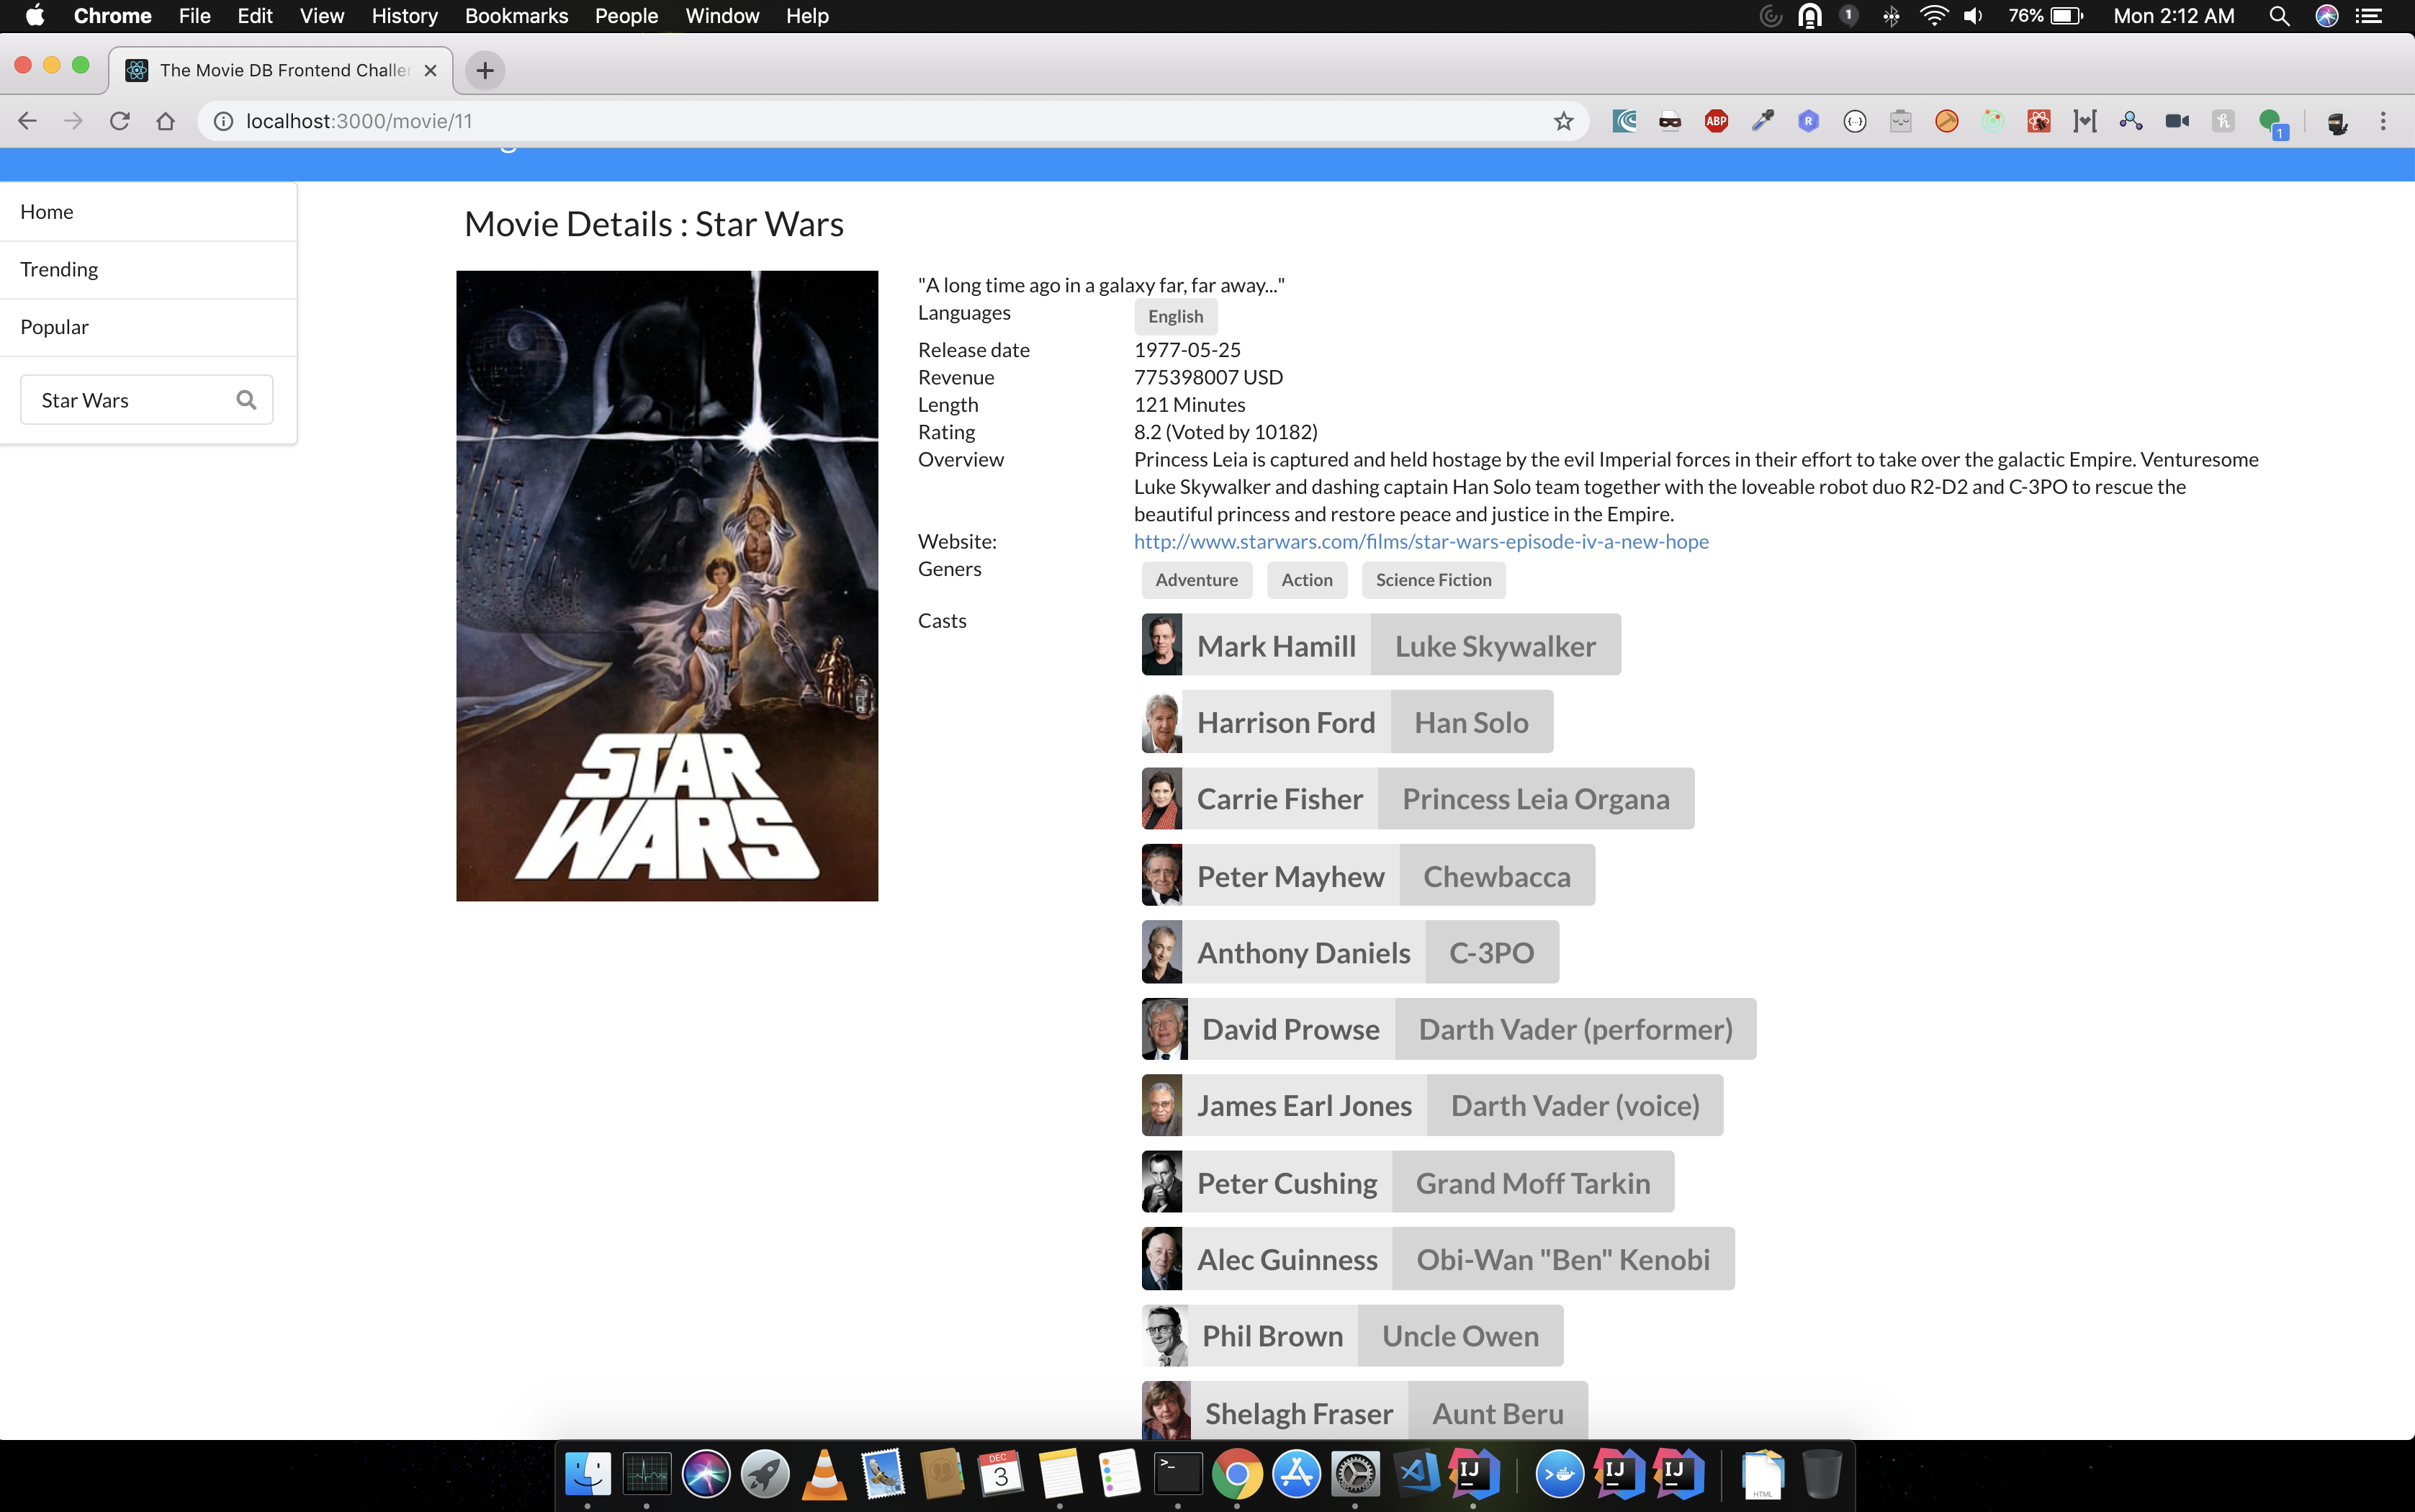 Chrome File Edit View History Bookmarks People Window Help 1 76% Mon 2:12 AM
The Movie DB Frontend Challe
localhost:3000/movie/11 ABP R 1
Home
Trending
Popular
Star Wars
Movie Details : Star Wars
STAR
WARS
"A long time ago in a galaxy far, far away..."
Languages English
Release date 1977-05-25
Revenue 775398007 USD
Length 121 Minutes
Rating 8.2 (Voted by 10182)
Overview Princess Leia is captured and held hostage by the evil Imperial forces in their effort to take over the galactic Empire. Venturesome
Luke Skywalker and dashing captain Han Solo team together with the loveable robot duo R2-D2 and C-3PO to rescue the
beautiful princess and restore peace and justice in the Empire.
Website: http://www.starwars.com/films/star-wars-episode-iv-a-new-hope
Geners Adventure Action Science Fiction
Casts
Mark Hamill Luke Skywalker
Harrison Ford Han Solo
Carrie Fisher Princess Leia Organa
Peter Mayhew Chewbacca
Anthony Daniels C-3PO
David Prowse Darth Vader (performer)
James Earl Jones Darth Vader (voice)
Peter Cushing Grand Moff Tarkin
Alec Guinness Obi-Wan "Ben" Kenobi
Phil Brown Uncle Owen
Shelagh Fraser Aunt Beru
DEC
3
IJ IJ IJ
HTML